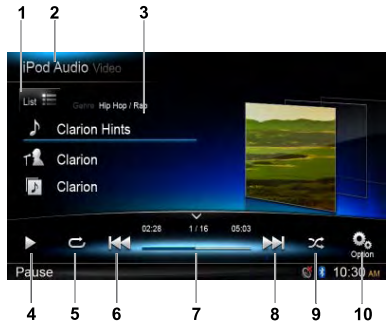 1 2 3
iPod Audio Video
List
Genre Hip Hop / Rap
Clarion Hints
Clarion
Clarion
02:26 1 / 16 05:03
Option
Pause 10:30 AM
4 5 6 7 8 9 10